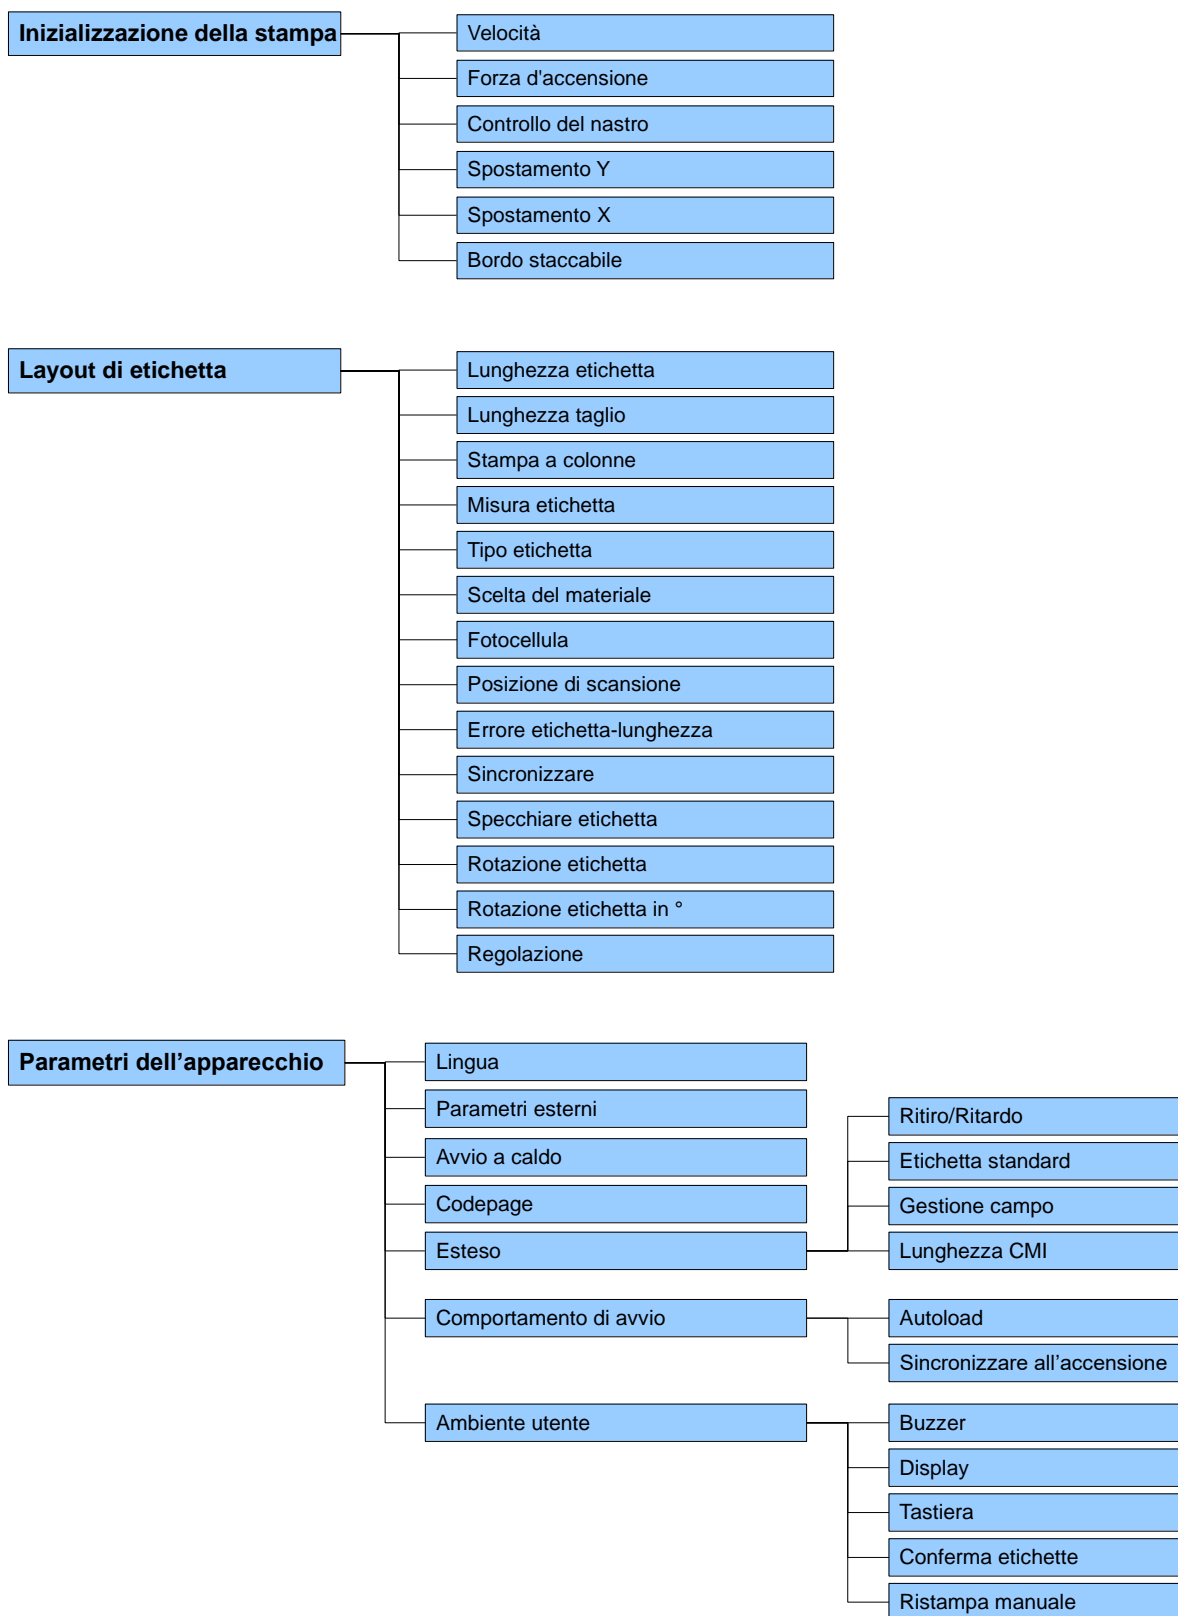 Inizializzazione della stampa
Velocità
Forza d'accensione
Controllo del nastro
Spostamento Y
Spostamento X
Bordo staccabile
Layout di etichetta
Lunghezza etichetta
Lunghezza taglio
Stampa a colonne
Misura etichetta
Tipo etichetta
Scelta del materiale
Fotocellula
Posizione di scansione
Errore etichetta-lunghezza
Sincronizzare
Specchiare etichetta
Rotazione etichetta
Rotazione etichetta in °
Regolazione
Parametri dell’apparecchio
Lingua
Parametri esterni
Avvio a caldo
Codepage
Esteso
Ritiro/Ritardo
Etichetta standard
Gestione campo
Lunghezza CMI
Comportamento di avvio
Autoload
Sincronizzare all’accensione
Ambiente utente
Buzzer
Display
Tastiera
Conferma etichette
Ristampa manuale